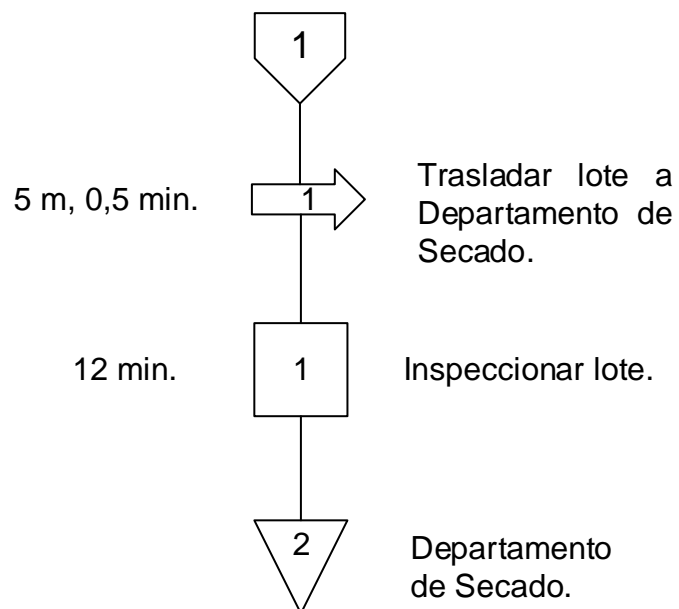 1
5 m, 0,5 min.
1
Trasladar lote a
Departamento de
Secado.
12 min.
1
Inspeccionar lote.
2
Departamento
de Secado.